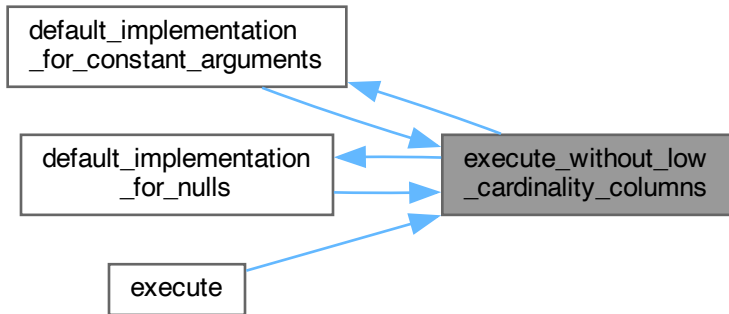 default_implementation
_for_constant_arguments
default_implementation
_for_nulls
execute_without_low
_cardinality_columns
execute